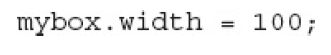 mybox.width = 100;